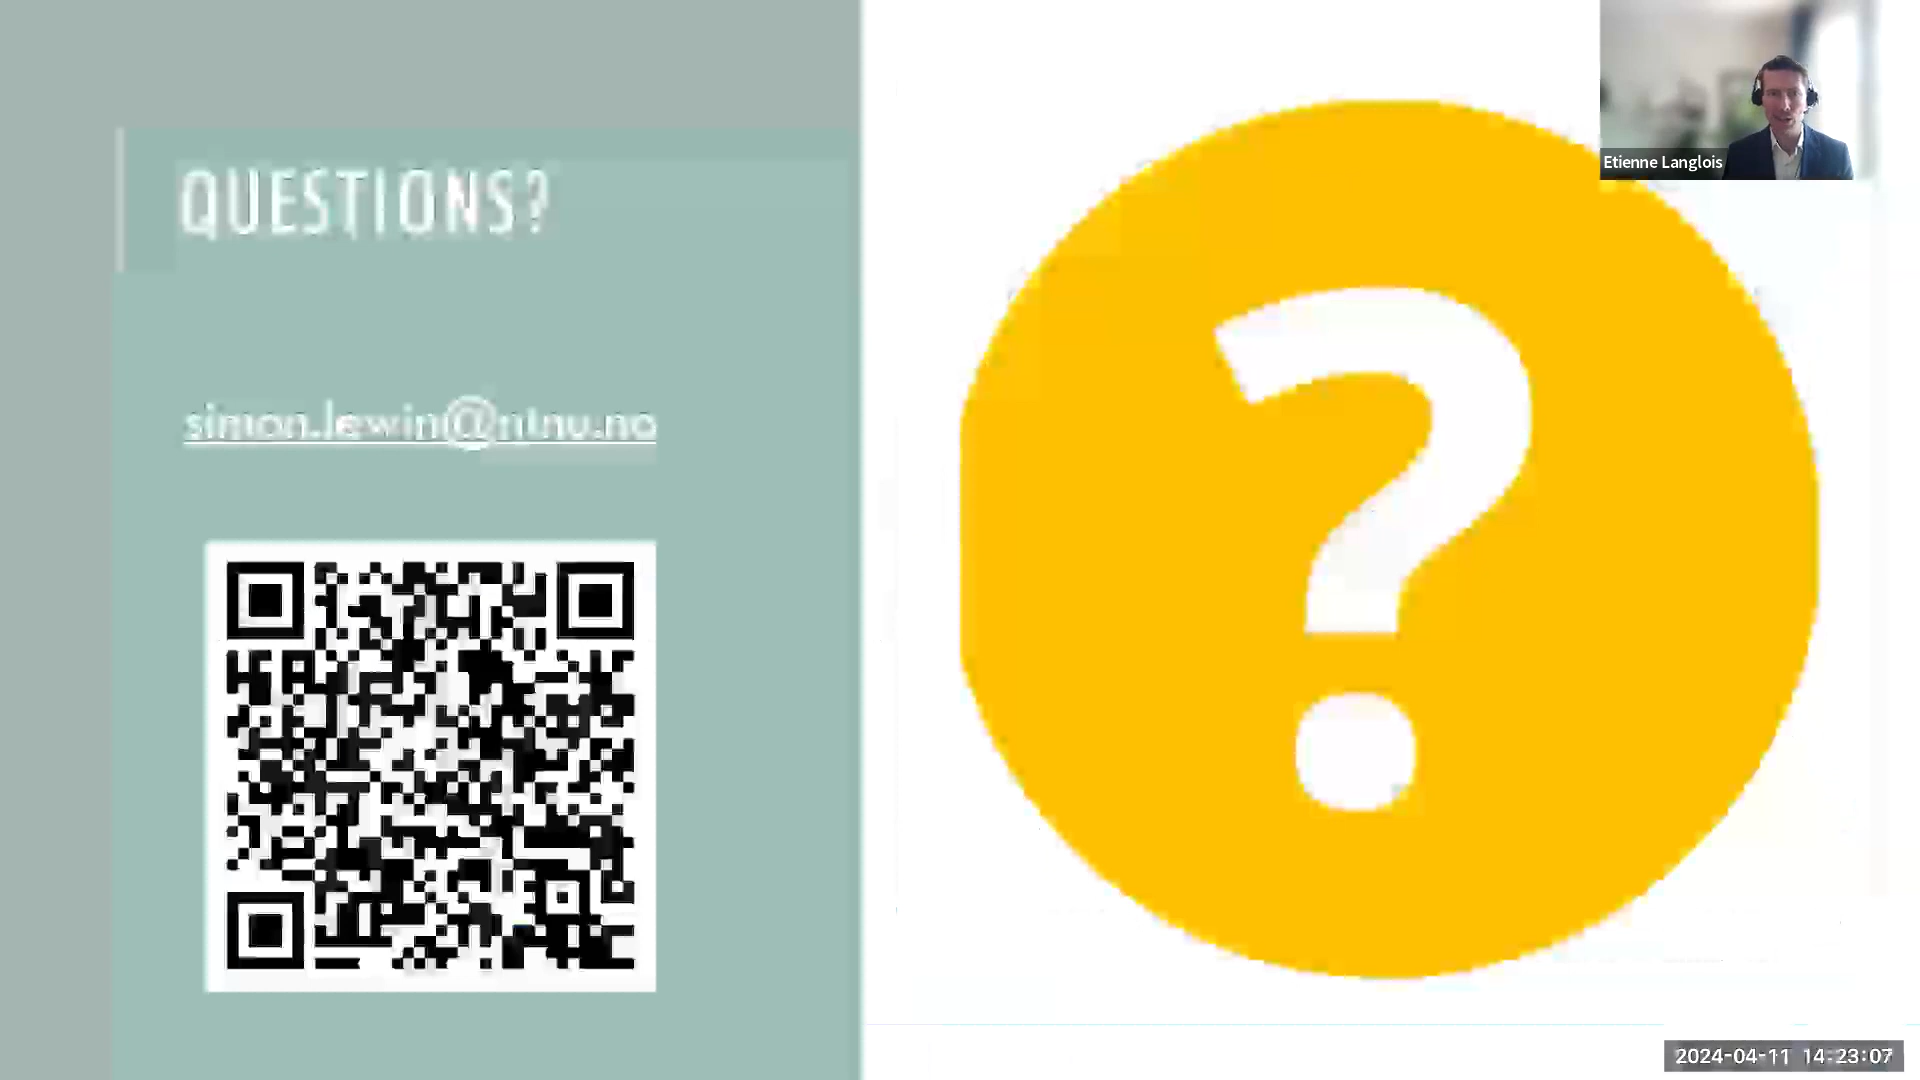 QUESTIONS?
simon.lewin@ntnu.no
?
Etienne Langlois
2024-04-11 14:23:07